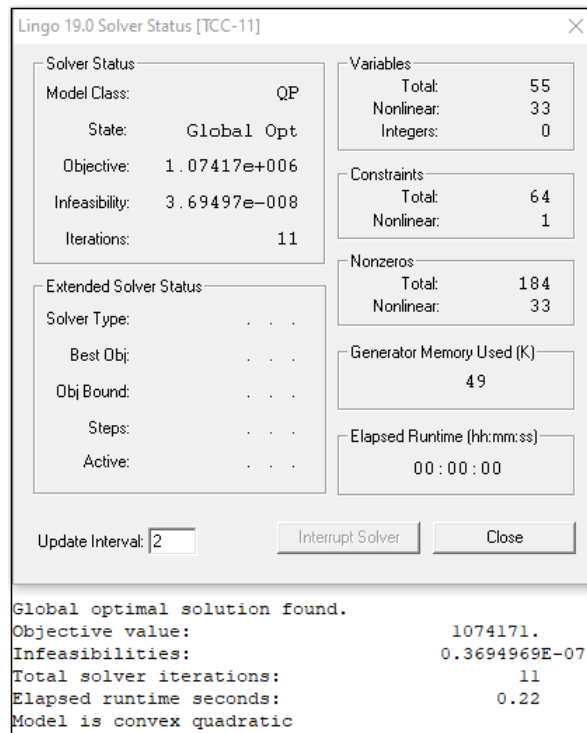 Lingo 19.0 Solver Status [TCC-11]
Solver Status
Model Class: QP
State: Global Opt
Objective: 1.07417e+006
Infeasibility: 3.69497e-008
Iterations: 11
Extended Solver Status
Solver Type: . . .
Best Obj: . . .
Obj Bound: . . .
Steps: . . .
Active: . . .
Variables
Total: 55
Nonlinear: 33
Integers: 0
Constraints
Total: 64
Nonlinear: 1
Nonzeros
Total: 184
Nonlinear: 33
Generator Memory Used (K)
49
Elapsed Runtime (hh:mm:ss)
00:00:00
Update Interval: 2
Interrupt Solver
Close
Global optimal solution found.
Objective value: 1074171.
Infeasibilities: 0.3694969E-07
Total solver iterations: 11
Elapsed runtime seconds: 0.22
Model is convex quadratic